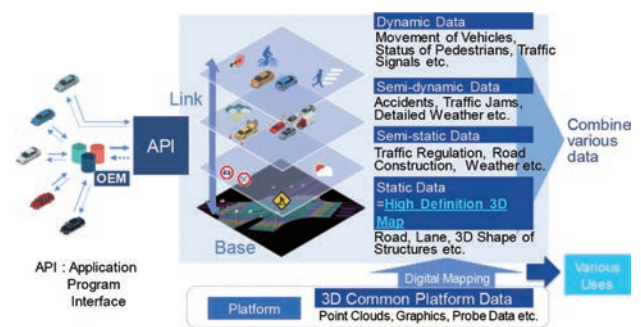 Dynamic Data
Movement of Vehicles,
Status of Pedestrians, Traffic
Signals etc.
Semi-dynamic Data
Accidents, Traffic Jams,
Detailed Weather etc.
Semi-static Data
Traffic Regulation, Road
Construction, Weather etc.
Static Data
=High Definition 3D
Map
Road, Lane, 3D Shape of
Structures etc.
Combine
various
data
Link
API
OEM
Base
API : Application
Program
Interface
Digital Mapping
Various
Uses
Platform
3D Common Platform Data
Point Clouds, Graphics, Probe Data etc.